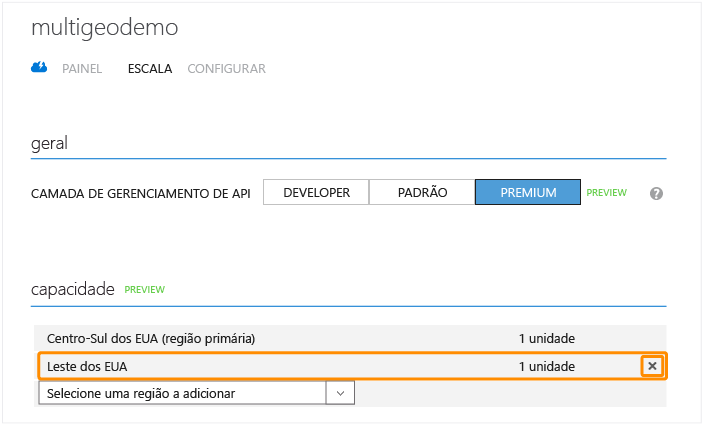 multigeodemo
PAINEL ESCALA CONFIGURAR
geral
CAMADA DE GERENCIAMENTO DE API DEVELOPER PADRÃO PREMIUM PREVIEW ?
capacidade PREVIEW
Centro-Sul dos EUA (região primária) 1 unidade
Leste dos EUA 1 unidade
Selecione uma região a adicionar